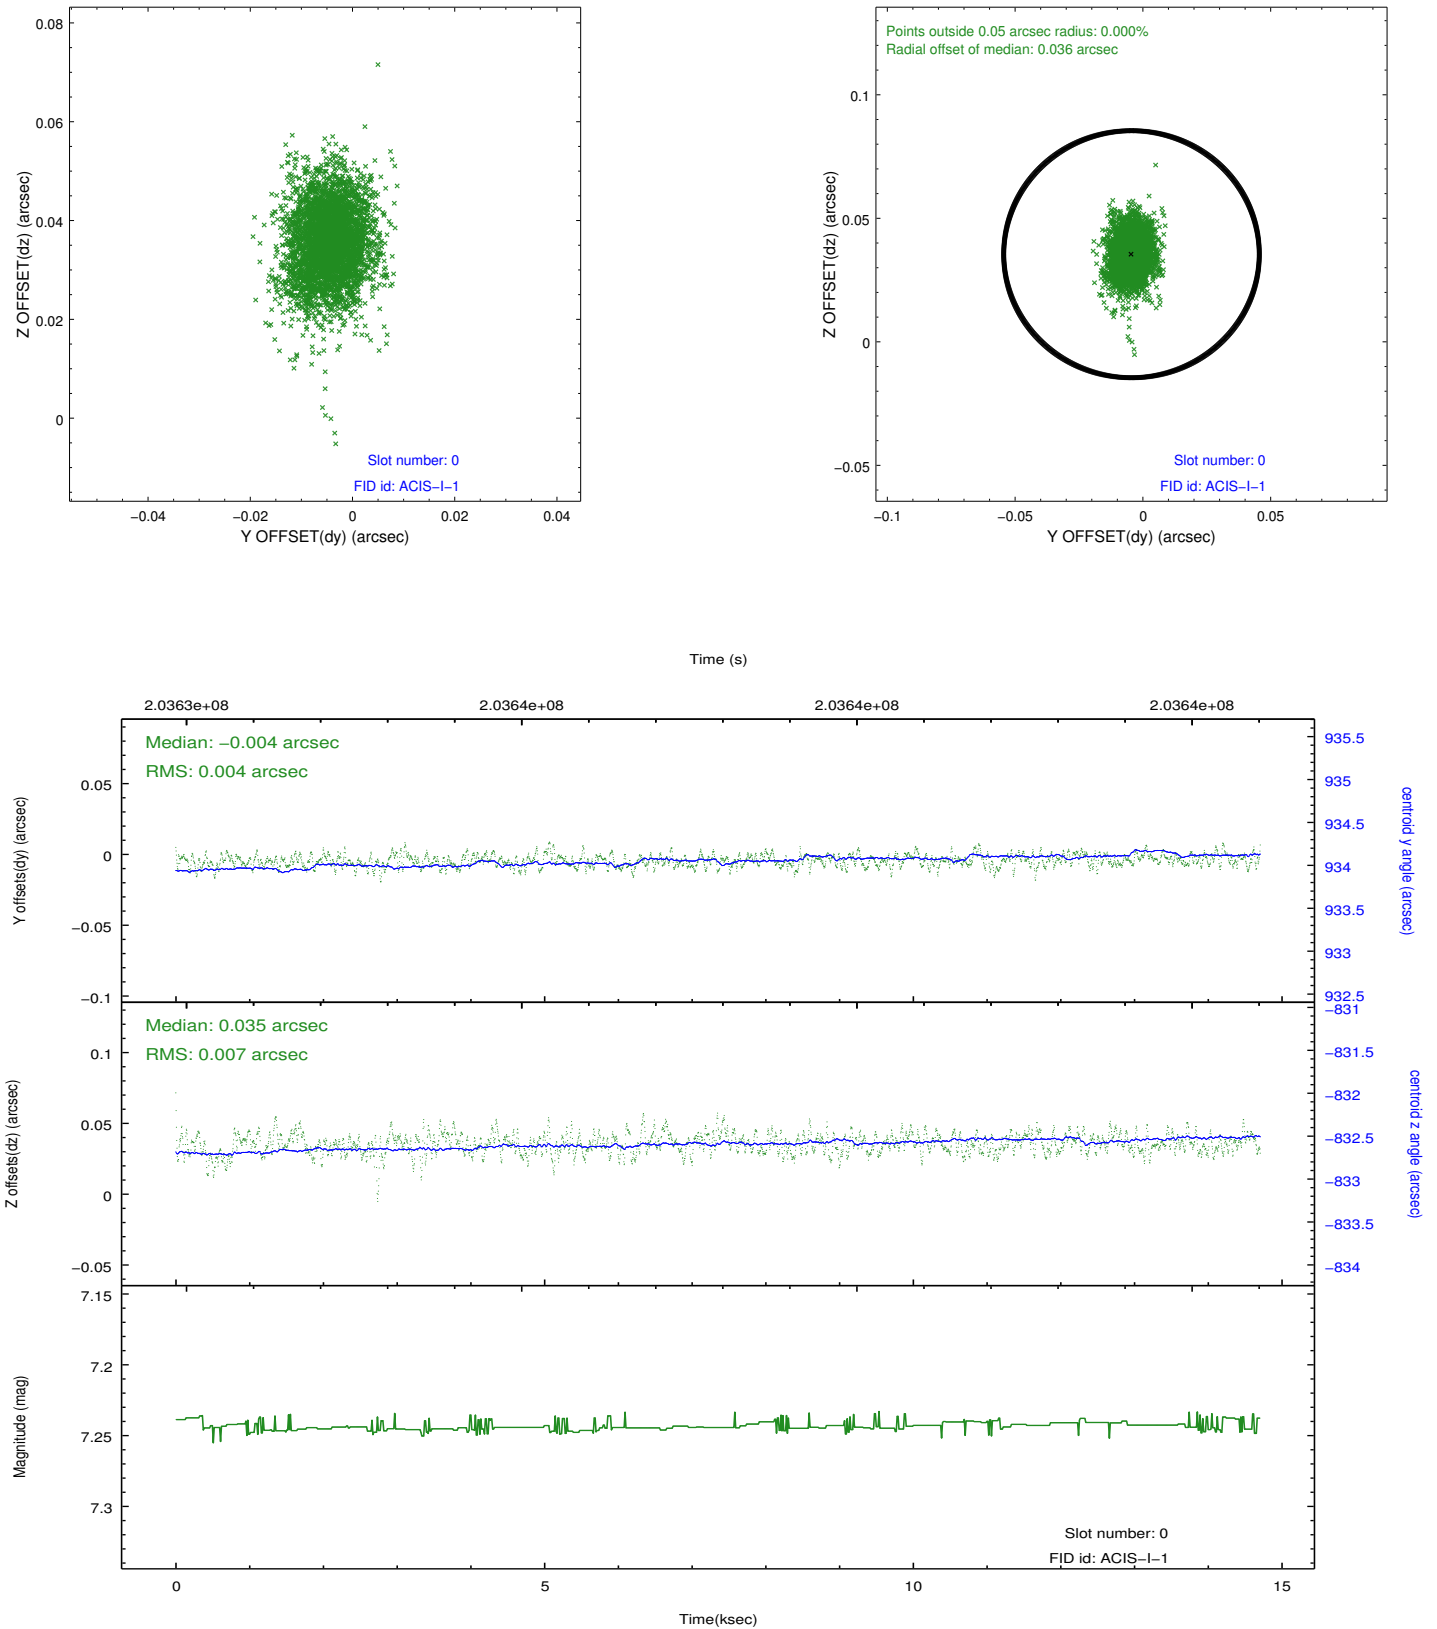 0.08
0.06
0.04
0.02
0
Z OFFSET(dz) (arcsec)
Slot number: 0
FID id: ACIS−I−1
−0.04 −0.02 0 0.02 0.04
Y OFFSET(dy) (arcsec)
Points outside 0.05 arcsec radius: 0.000%
Radial offset of median: 0.036 arcsec
0.1
0.05
0
−0.05
Z OFFSET(dz) (arcsec)
Slot number: 0
FID id: ACIS−I−1
−0.1 −0.05 0 0.05
Y OFFSET(dy) (arcsec)
Time (s)
2.0363e+08 2.0364e+08 2.0364e+08 2.0364e+08
Median: −0.004 arcsec
RMS: 0.004 arcsec
0.05
0
−0.05
−0.1
Y offsets(dy) (arcsec)
935.5
935
934.5
934
933.5
933
932.5
centroid y angle (arcsec)
Median: 0.035 arcsec
RMS: 0.007 arcsec
0.1
0.05
0
−0.05
Z offsets(dz) (arcsec)
−831
−831.5
−832
−832.5
−833
−833.5
−834
centroid z angle (arcsec)
7.15
7.2
7.25
7.3
Magnitude (mag)
Slot number: 0
FID id: ACIS−I−1
0 5 10 15
Time(ksec)